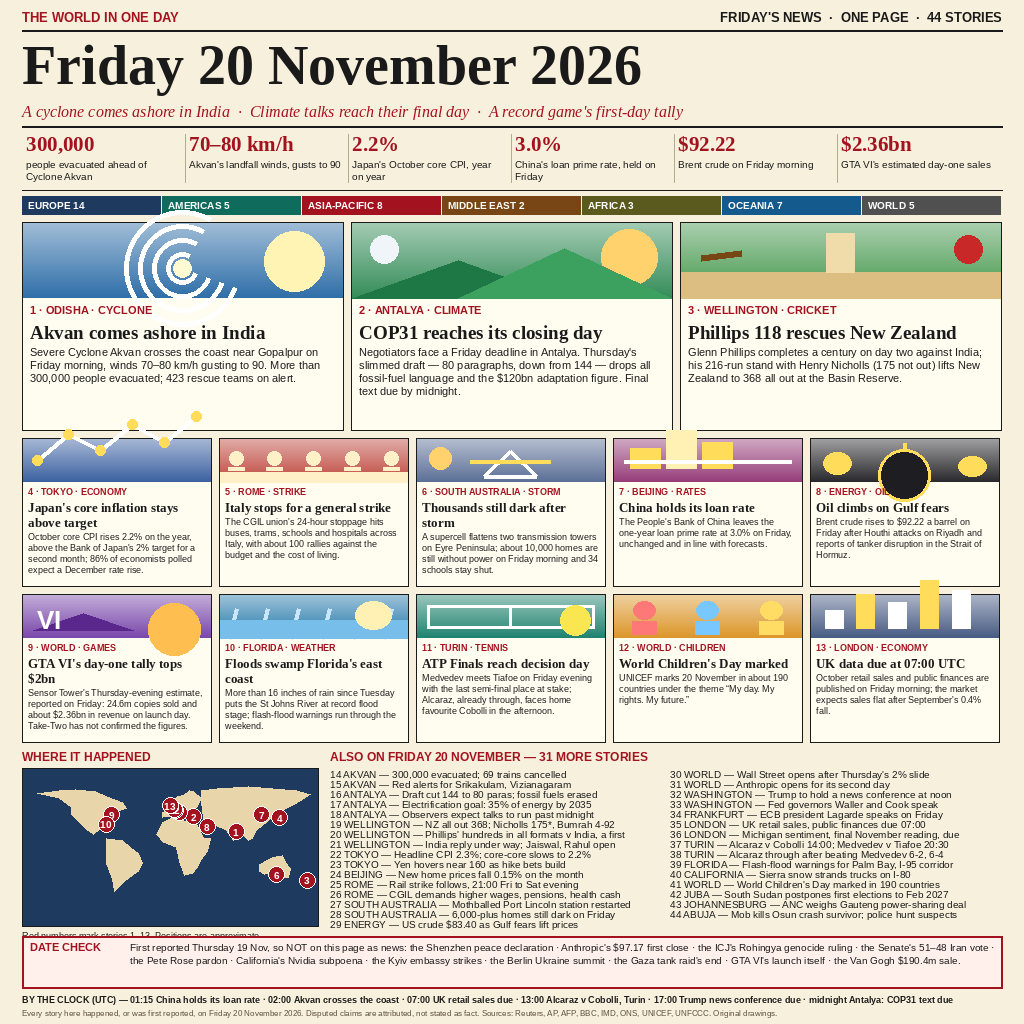 THE WORLD IN ONE DAY
FRIDAY'S NEWS · ONE PAGE · 44 STORIES
Friday 20 November 2026
A cyclone comes ashore in India · Climate talks reach their final day · A record game's first-day tally
300,000
people evacuated ahead of
Cyclone Akvan
70–80 km/h
Akvan's landfall winds, gusts to 90
2.2%
Japan's October core CPI, year
on year
3.0%
China's loan prime rate, held on
Friday
$92.22
Brent crude on Friday morning
$2.36bn
GTA VI's estimated day-one sales
EUROPE 14
AMERICAS 5
ASIA-PACIFIC 8
MIDDLE EAST 2
AFRICA 3
OCEANIA 7
WORLD 5
1 · ODISHA · CYCLONE
Akvan comes ashore in India
Severe Cyclone Akvan crosses the coast near Gopalpur on
Friday morning, winds 70–80 km/h gusting to 90. More than
300,000 people evacuated; 423 rescue teams on alert.
2 · ANTALYA · CLIMATE
COP31 reaches its closing day
Negotiators face a Friday deadline in Antalya. Thursday's
slimmed draft — 80 paragraphs, down from 144 — drops all
fossil-fuel language and the $120bn adaptation figure. Final
text due by midnight.
3 · WELLINGTON · CRICKET
Phillips 118 rescues New Zealand
Glenn Phillips completes a century on day two against India;
his 216-run stand with Henry Nicholls (175 not out) lifts New
Zealand to 368 all out at the Basin Reserve.
4 · TOKYO · ECONOMY
Japan's core inflation stays
above target
October core CPI rises 2.2% on the year,
above the Bank of Japan's 2% target for a
second month; 86% of economists polled
expect a December rate rise.
5 · ROME · STRIKE
Italy stops for a general strike
The CGIL union's 24-hour stoppage hits
buses, trams, schools and hospitals across
Italy, with about 100 rallies against the
budget and the cost of living.
6 · SOUTH AUSTRALIA · STORM
Thousands still dark after
storm
A supercell flattens two transmission towers
on Eyre Peninsula; about 10,000 homes are
still without power on Friday morning and 34
schools stay shut.
7 · BEIJING · RATES
China holds its loan rate
The People's Bank of China leaves the
one-year loan prime rate at 3.0% on Friday,
unchanged and in line with forecasts.
8 · ENERGY · OIL
Oil climbs on Gulf fears
Brent crude rises to $92.22 a barrel on
Friday after Houthi attacks on Riyadh and
reports of tanker disruption in the Strait of
Hormuz.
VI
9 · WORLD · GAMES
GTA VI's day-one tally tops
$2bn
Sensor Tower's Thursday-evening estimate,
reported on Friday: 24.6m copies sold and
about $2.36bn in revenue on launch day.
Take-Two has not confirmed the figures.
10 · FLORIDA · WEATHER
Floods swamp Florida's east
coast
More than 16 inches of rain since Tuesday
puts the St Johns River at record flood
stage; flash-flood warnings run through the
weekend.
11 · TURIN · TENNIS
ATP Finals reach decision day
Medvedev meets Tiafoe on Friday evening
with the last semi-final place at stake;
Alcaraz, already through, faces home
favourite Cobolli in the afternoon.
12 · WORLD · CHILDREN
World Children's Day marked
UNICEF marks 20 November in about 190
countries under the theme “My day. My
rights. My future.”
13 · LONDON · ECONOMY
UK data due at 07:00 UTC
October retail sales and public finances are
published on Friday morning; the market
expects sales flat after September's 0.4%
fall.
WHERE IT HAPPENED
9
10
13
2
8
1
7
4
6
3
Red numbers mark stories 1–13. Positions are approximate.
ALSO ON FRIDAY 20 NOVEMBER — 31 MORE STORIES
14 AKVAN — 300,000 evacuated; 69 trains cancelled
15 AKVAN — Red alerts for Srikakulam, Vizianagaram
16 ANTALYA — Draft cut 144 to 80 paras; fossil fuels erased
17 ANTALYA — Electrification goal: 35% of energy by 2035
18 ANTALYA — Observers expect talks to run past Friday
19 WELLINGTON — NZ all out 368; Nicholls 175*, Bumrah 4-92
20 WELLINGTON — Phillips' hundreds in all formats v India, a first
21 WELLINGTON — India reply under way; Jaiswal, Rahul open
22 TOKYO — Headline CPI 2.3%; core-core slows to 2.2%
23 TOKYO — Yen hovers near 160 as hike bets build
24 BEIJING — New home prices fall 0.15% on the month
25 ROME — Rail strike follows, 21:00 Fri to Sat evening
26 ROME — CGIL demands higher wages, pensions, health cash
27 SOUTH AUSTRALIA — Mothballed Port Lincoln station restarted
28 SOUTH AUSTRALIA — 6,000-plus homes still dark on Friday
29 ENERGY — US crude $83.40 as Gulf fears lift prices
30 WORLD — Wall Street opens after Thursday's 2% slide
31 WORLD — Anthropic opens for its second day
32 WASHINGTON — Trump to hold a news conference at noon
33 WASHINGTON — Fed governors Waller and Cook speak
34 FRANKFURT — ECB president Lagarde speaks on Friday
35 LONDON — UK retail sales, public finances due 07:00
36 LONDON — Michigan sentiment, final November reading, due
37 TURIN — Alcaraz v Cobolli 14:00; Medvedev v Tiafoe 20:30
38 TURIN — Alcaraz through after beating Medvedev 6-2, 6-4
39 FLORIDA — Flash-flood warnings for Palm Bay, I-95 corridor
40 CALIFORNIA — Sierra snow strands trucks on I-80
41 WORLD — World Children's Day marked in 190 countries
42 JUBA — South Sudan postpones first elections to Feb 2027
43 JOHANNESBURG — ANC weighs Gauteng power-sharing deal
44 ABUJA — Mob kills Osun crash survivor; police hunt suspects
DATE CHECK
First reported Thursday 19 Nov, so NOT on this page as news: the Shenzhen peace declaration · Anthropic's $97.17 first close · the ICJ's Rohingya genocide ruling · the Senate's 51–48 Iran vote ·
the Pete Rose pardon · California's Nvidia subpoena · the Kyiv embassy strikes · the Berlin Ukraine summit · the Gaza tank raid's end · GTA VI's launch itself · the Van Gogh $190.4m sale.
BY THE CLOCK (UTC) — 01:15 China holds its loan rate · 02:00 Akvan crosses the coast · 07:00 UK retail sales due · 13:00 Alcaraz v Cobolli, Turin · 17:00 Trump news conference due · midnight Antalya: COP31 text due
Every story here happened, or was first reported, on Friday 20 November 2026. Disputed claims are attributed, not stated as fact. Sources: Reuters, AP, AFP, BBC, IMD, ONS, UNICEF, UNFCCC. Original drawings.